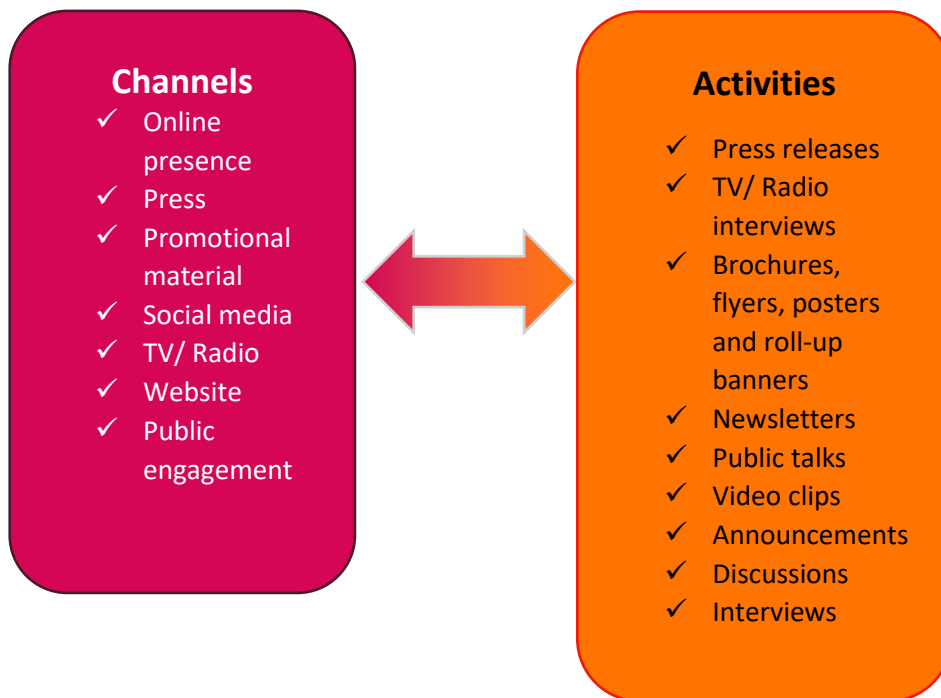 Channels
✓ Online
presence
✓ Press
✓ Promotional
material
✓ Social media
✓ TV/ Radio
✓ Website
✓ Public
engagement
Activities
✓ Press releases
✓ TV/ Radio
interviews
✓ Brochures,
flyers, posters
and roll-up
banners
✓ Newsletters
✓ Public talks
✓ Video clips
✓ Announcements
✓ Discussions
✓ Interviews